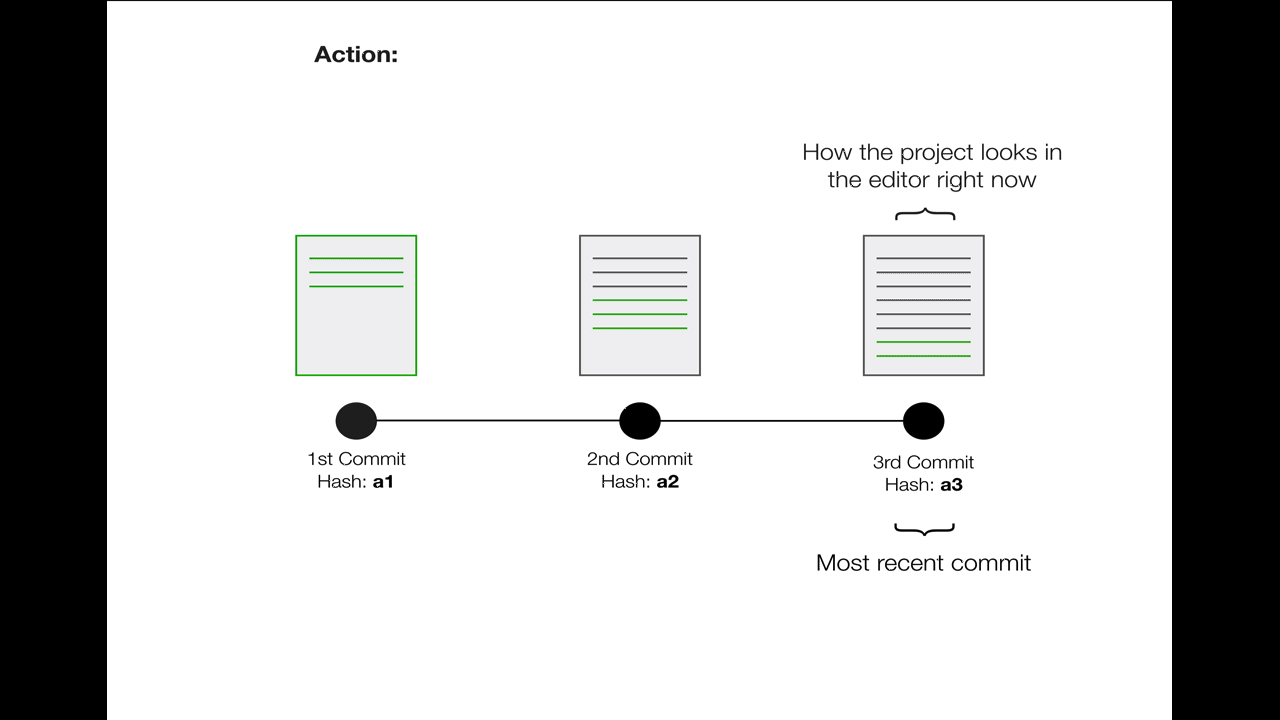 Action:
How the project looks in
the editor right now
1st Commit
Hash: a1
2nd Commit
Hash: a2
3rd Commit
Hash: a3
Most recent commit